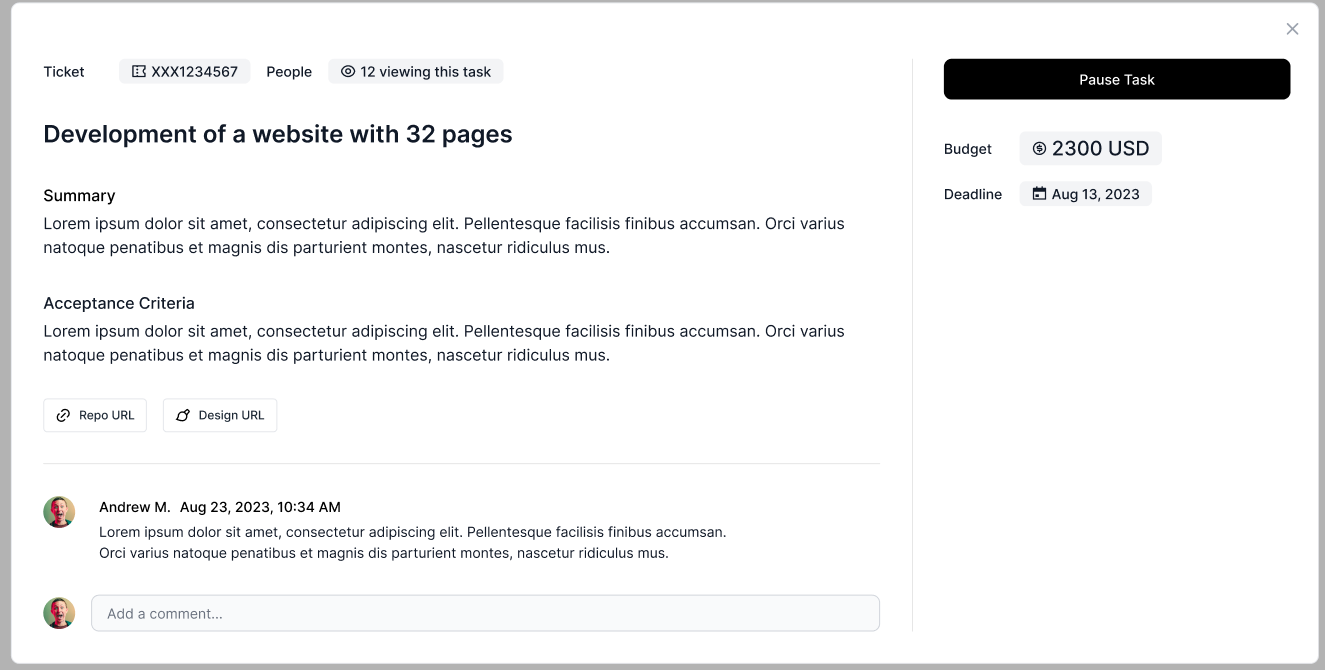 Ticket XXX1234567 People 12 viewing this task
Development of a website with 32 pages
Summary
Lorem ipsum dolor sit amet, consectetur adipiscing elit. Pellentesque facilisis finibus accumsan. Orci varius
natoque penatibus et magnis dis parturient montes, nascetur ridiculus mus.
Acceptance Criteria
Lorem ipsum dolor sit amet, consectetur adipiscing elit. Pellentesque facilisis finibus accumsan. Orci varius
natoque penatibus et magnis dis parturient montes, nascetur ridiculus mus.
Repo URL Design URL
Andrew M. Aug 23, 2023, 10:34 AM
Lorem ipsum dolor sit amet, consectetur adipiscing elit. Pellentesque facilisis finibus accumsan.
Orci varius natoque penatibus et magnis dis parturient montes, nascetur ridiculus mus.
Add a comment...
Pause Task
Budget 2300 USD
Deadline Aug 13, 2023